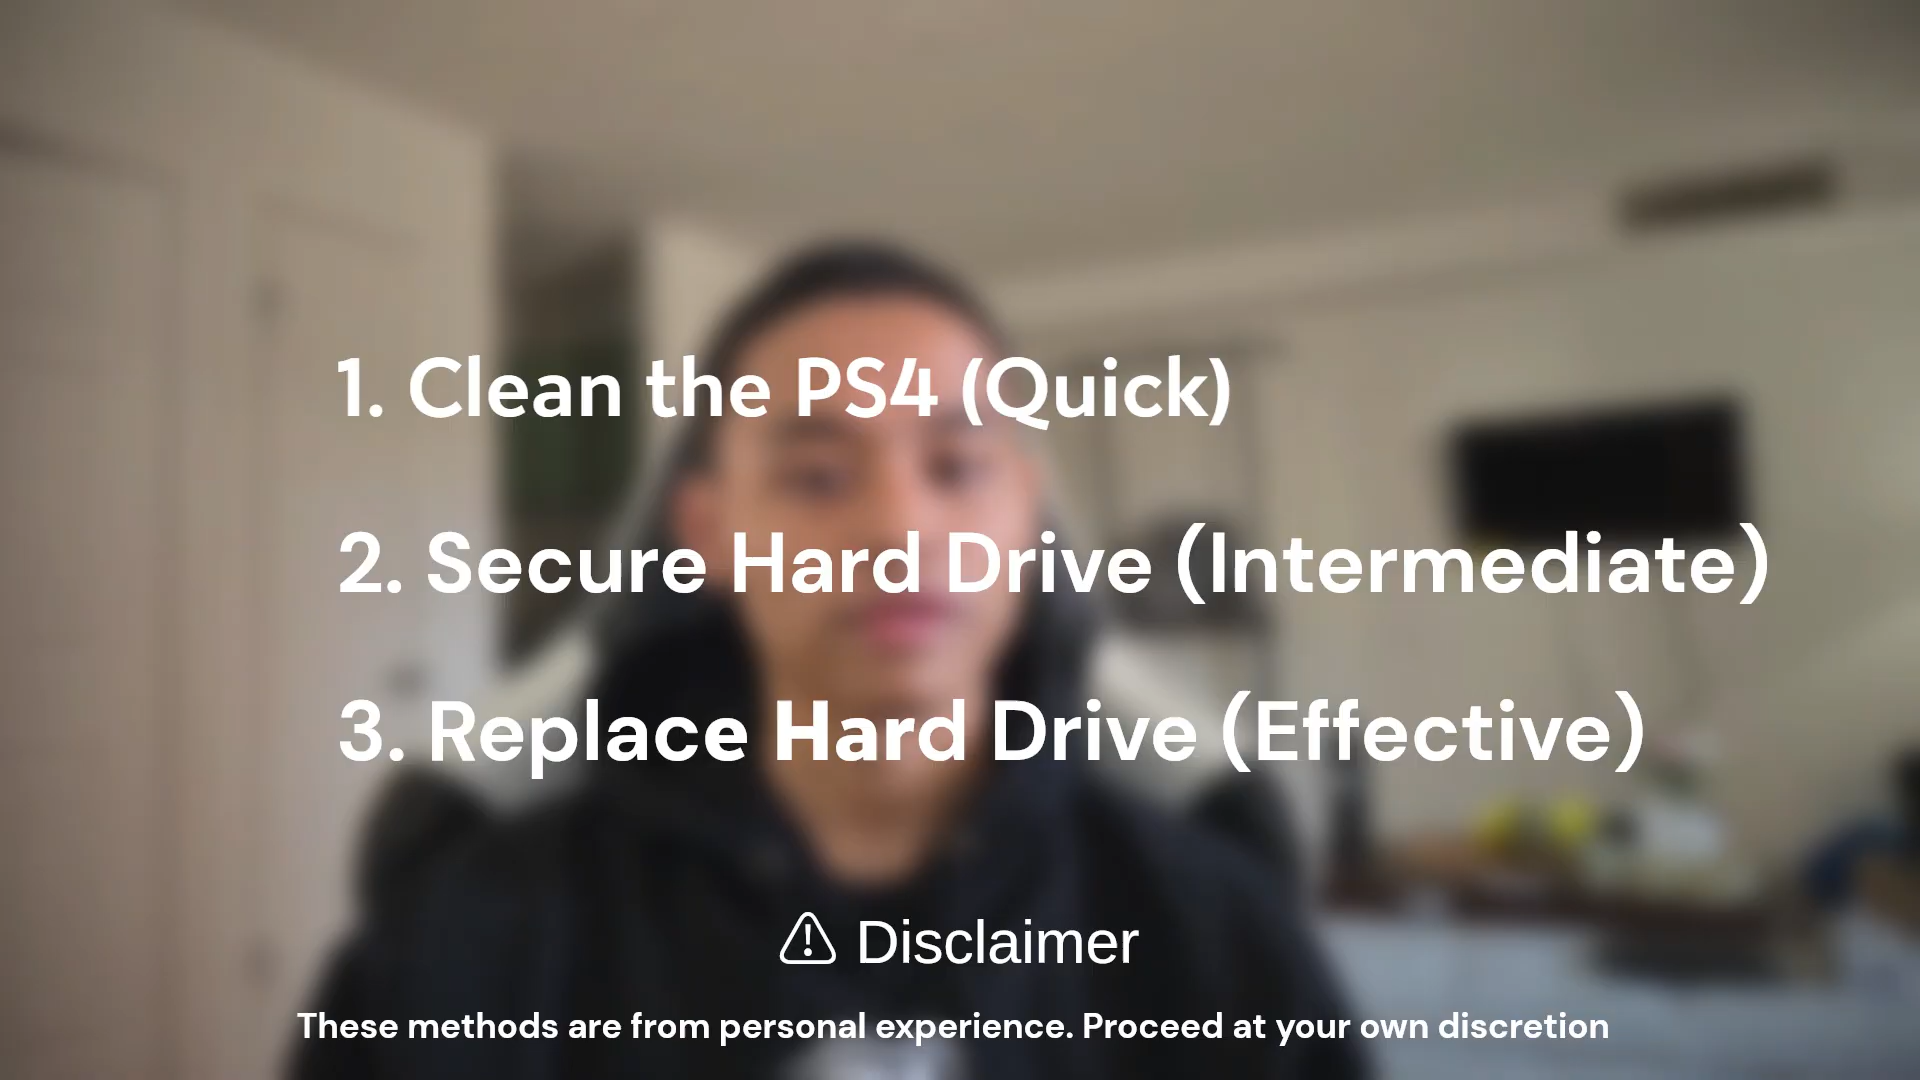 1. Clean the PS4 (Quick)
2. Secure Hard Drive (Intermediate)
3. Replace Hard Drive (Effective)
⚠ Disclaimer
These methods are from personal experience. Proceed at your own discretion